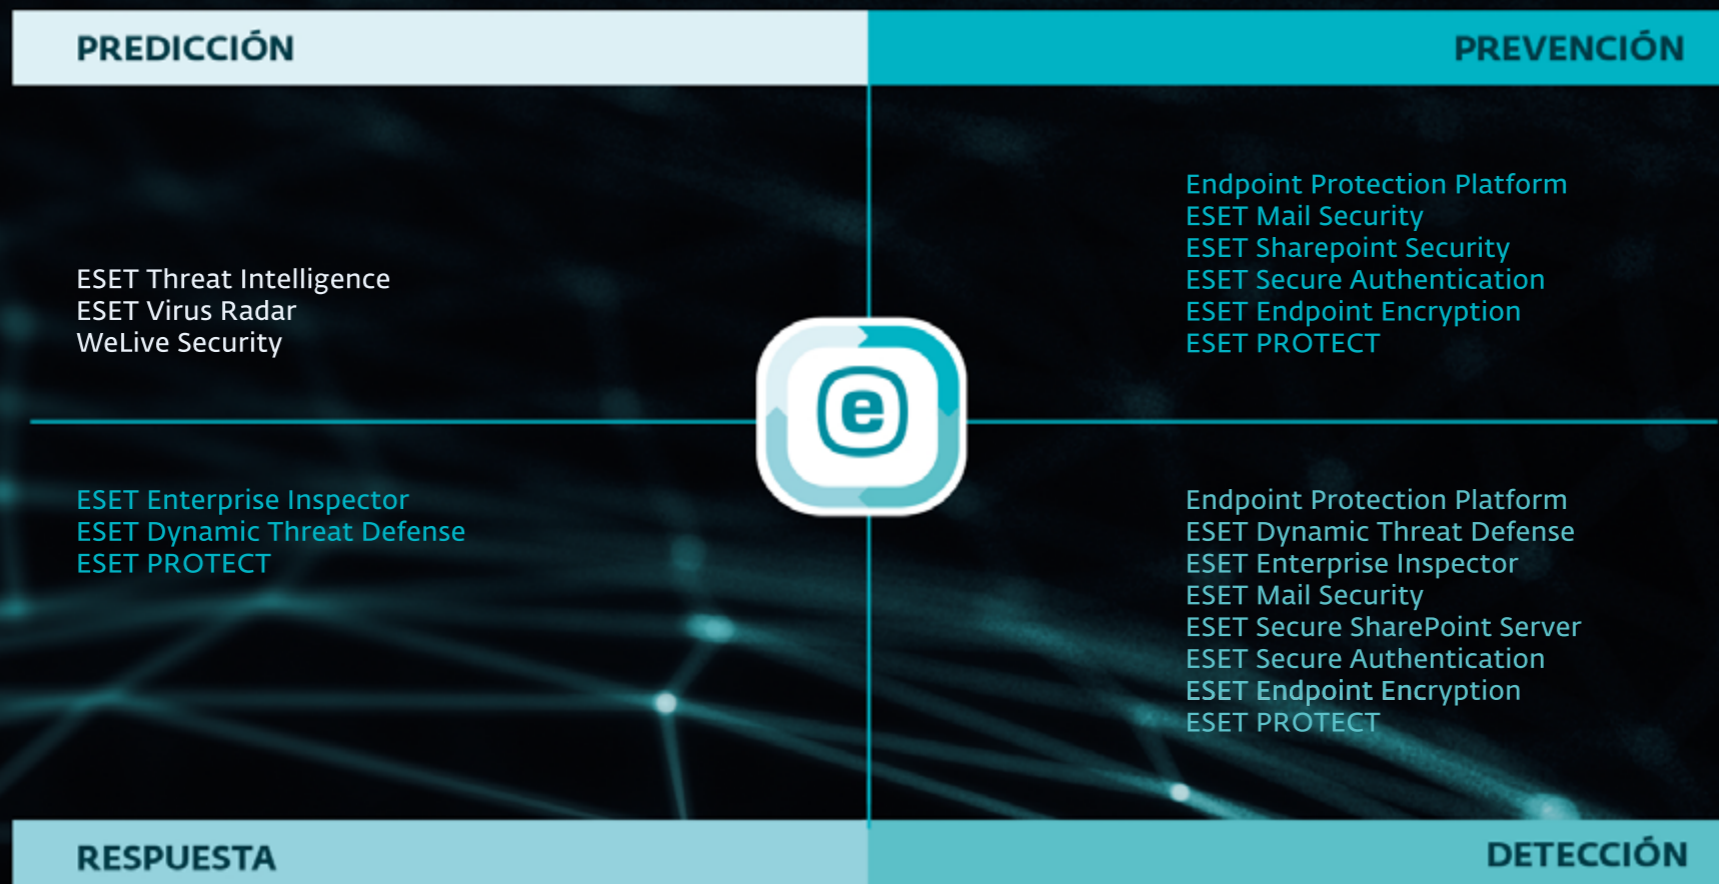 PREDICCIÓN
PREVENCIÓN
ESET Threat Intelligence
ESET Virus Radar
WeLive Security
Endpoint Protection Platform
ESET Mail Security
ESET Sharepoint Security
ESET Secure Authentication
ESET Endpoint Encryption
ESET PROTECT
e
ESET Enterprise Inspector
ESET Dynamic Threat Defense
ESET PROTECT
Endpoint Protection Platform
ESET Dynamic Threat Defense
ESET Enterprise Inspector
ESET Mail Security
ESET Secure SharePoint Server
ESET Secure Authentication
ESET Endpoint Encryption
ESET PROTECT
RESPUESTA
DETECCIÓN